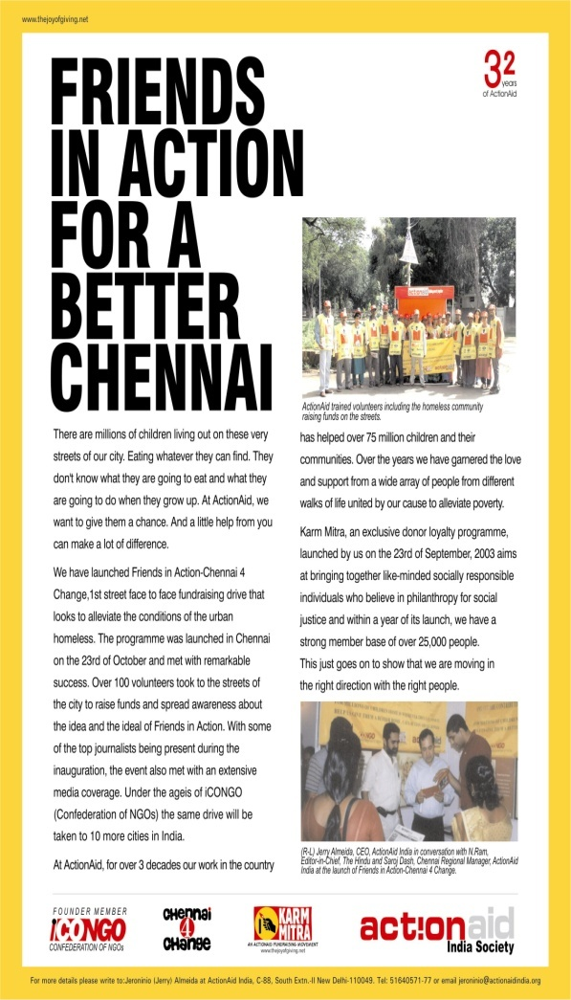 www.thejoyofgiving.net
32
years
of ActionAid
FRIENDS
IN ACTION
FOR A
BETTER
CHENNAI
actionaid
ActionAid trained volunteers including the homeless community
raising funds on the streets.
There are millions of children living out on these very
streets of our city. Eating whatever they can find. They
don't know what they are going to eat and what they
are going to do when they grow up. At ActionAid, we
want to give them a chance. And a little help from you
can make a lot of difference.
We have launched Friends in Action-Chennai 4
Change,1st street face to face fundraising drive that
looks to alleviate the conditions of the urban
homeless. The programme was launched in Chennai
on the 23rd of October and met with remarkable
success. Over 100 volunteers took to the streets of
the city to raise funds and spread awareness about
the idea and the ideal of Friends in Action. With some
of the top journalists being present during the
inauguration, the event also met with an extensive
media coverage. Under the ageis of iCONGO
(Confederation of NGOs) the same drive will be
taken to 10 more cities in India.
At ActionAid, for over 3 decades our work in the country
has helped over 75 million children and their
communities. Over the years we have garnered the love
and support from a wide array of people from different
walks of life united by our cause to alleviate poverty.
Karm Mitra, an exclusive donor loyalty programme,
launched by us on the 23rd of September, 2003 aims
at bringing together like-minded socially responsible
individuals who believe in philanthropy for social
justice and within a year of its launch, we have a
strong member base of over 25,000 people.
This just goes on to show that we are moving in
the right direction with the right people.
(R-L) Jerry Almeida, CEO, ActionAid India in conversation with N.Ram,
Editor-in-Chief, The Hindu and Saroj Dash, Chennai Regional Manager, ActionAid
India at the launch of Friends in Action-Chennai 4 Change.
FOUNDER MEMBER
iCONGO
CONFEDERATION OF NGOs
Chennai
4
Change
KARM
MITRA
AN ACTIONAID FUNDRAISING MOVEMENT
www.thejoyofgiving.net
act!onaid
India Society
For more details please write to:Jeroninio (Jerry) Almeida at ActionAid India, C-88, South Extn.-II New Delhi-110049. Tel: 51640571-77 or email jeroninio@actionaidindia.org